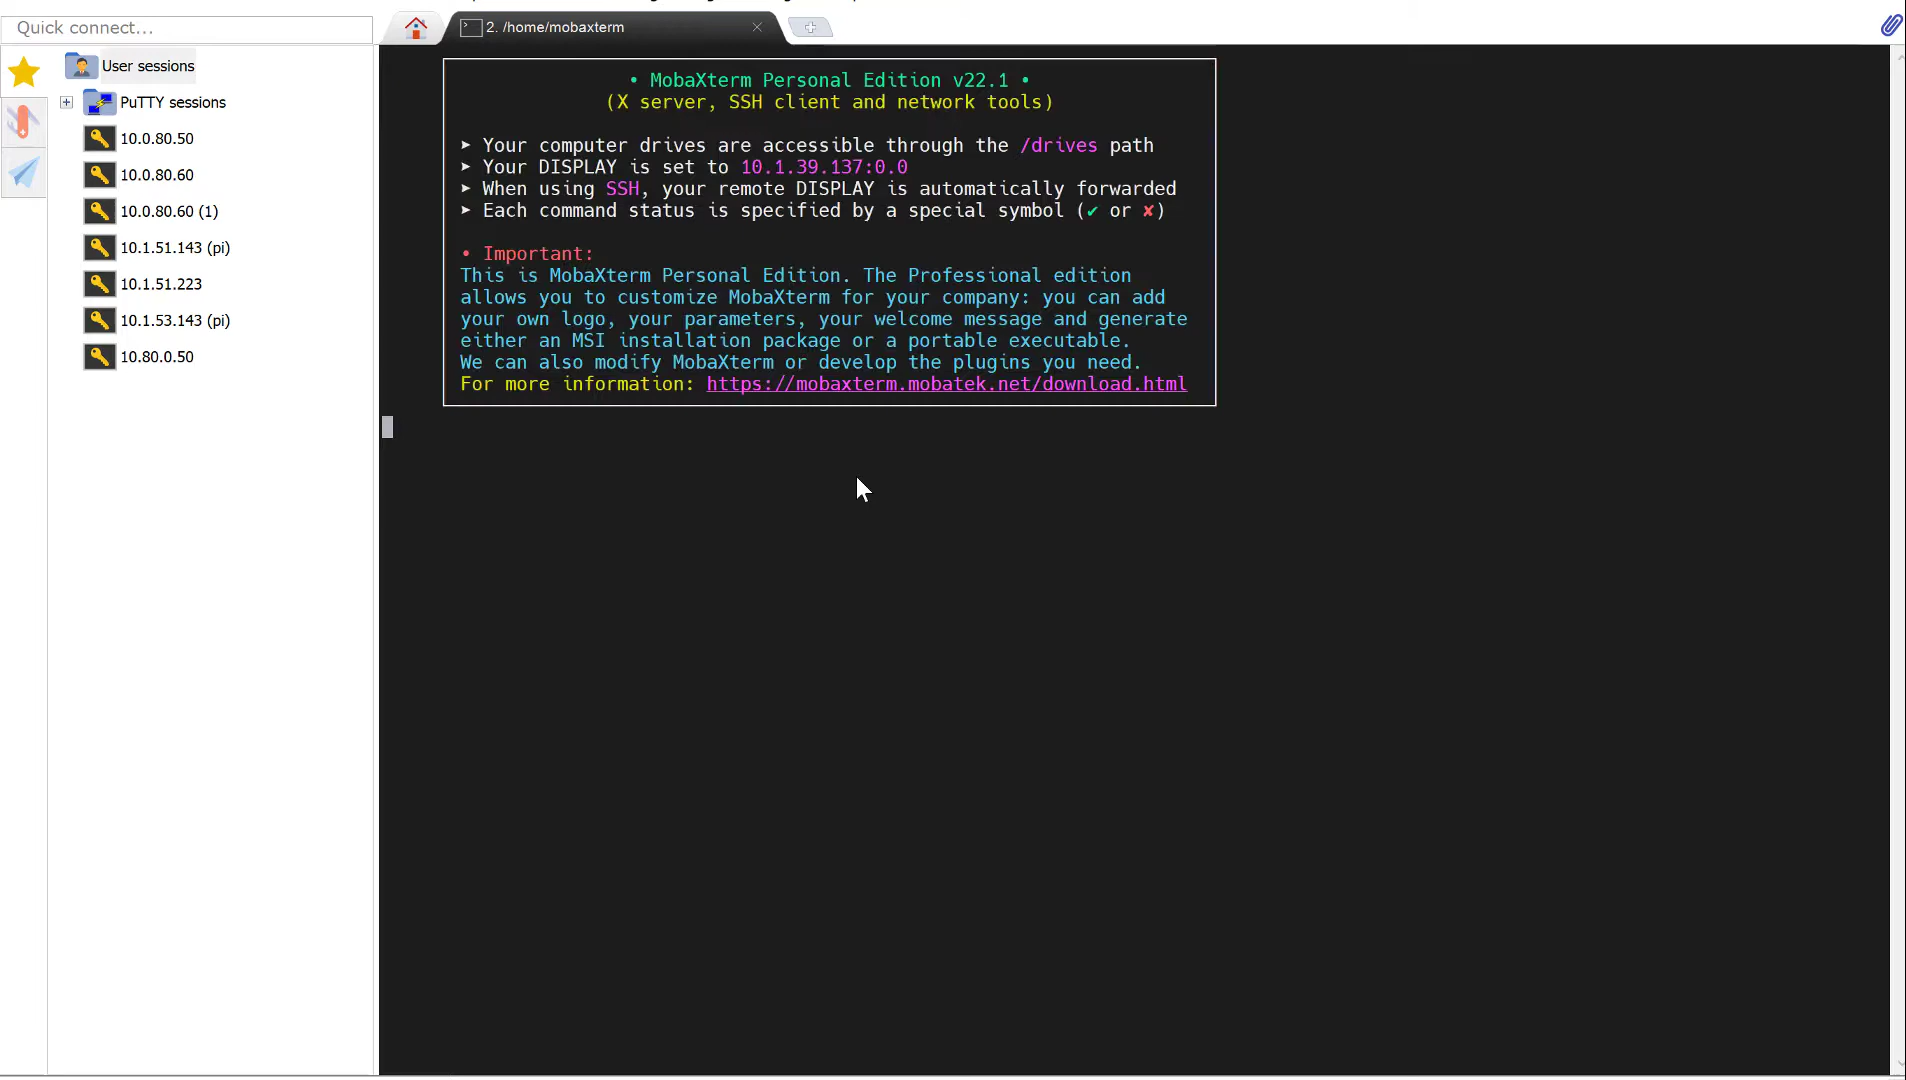 Quick connect...
2. /home/mobaxterm
User sessions
PuTTY sessions
10.0.80.50
10.0.80.60
10.0.80.60 (1)
10.1.51.143 (pi)
10.1.51.223
10.1.53.143 (pi)
10.80.0.50
• MobaXterm Personal Edition v22.1 •
(X server, SSH client and network tools)
➤ Your computer drives are accessible through the /drives path
➤ Your DISPLAY is set to 10.1.39.137:0.0
➤ When using SSH, your remote DISPLAY is automatically forwarded
➤ Each command status is specified by a special symbol (✔ or ✘)
• Important:
This is MobaXterm Personal Edition. The Professional edition
allows you to customize MobaXterm for your company: you can add
your own logo, your parameters, your welcome message and generate
either an MSI installation package or a portable executable.
We can also modify MobaXterm or develop the plugins you need.
For more information: https://mobaxterm.mobatek.net/download.html